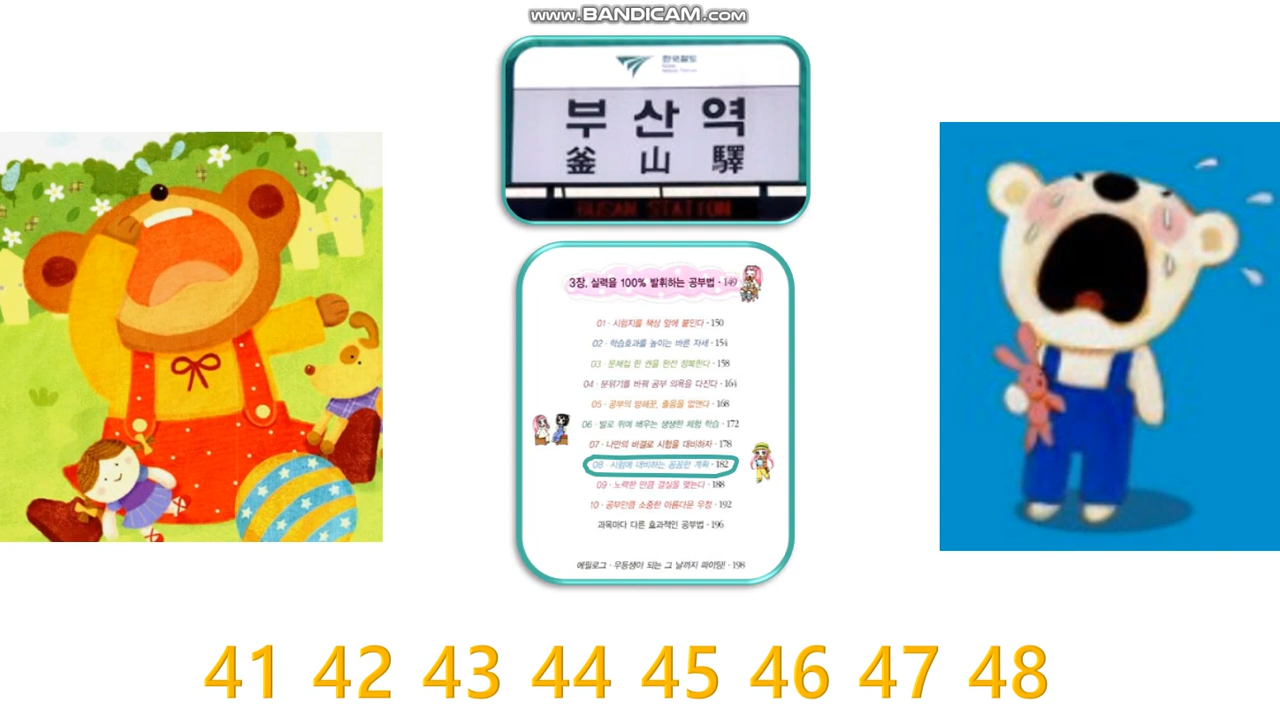 www.BANDICAM.com
한국철도
부산역
釜山驛
BUSAN STATION
3장. 실력을 100% 발휘하는 공부법 · 149
01 · 시험지를 책상 앞에 붙인다 · 150
02 · 학습효과를 높이는 바른 자세 · 154
03 · 문제집 한 권을 완전 정복한다 · 158
04 · 분위기를 바꿔 공부 의욕을 다진다 · 164
05 · 공부의 방해꾼, 졸음을 없앤다 · 168
06 · 발로 뛰며 배우는 생생한 체험 학습 · 172
07 · 나만의 비결로 시험을 대비하자 · 178
08 · 시험에 대비하는 꼼꼼한 계획 · 182
09 · 노력한 만큼 결실을 맺는다 · 188
10 · 공부만큼 소중한 아름다운 우정 · 192
과목마다 다른 효과적인 공부법 · 196
에필로그 · 우등생이 되는 그 날까지 파이팅! · 198
41 42 43 44 45 46 47 48